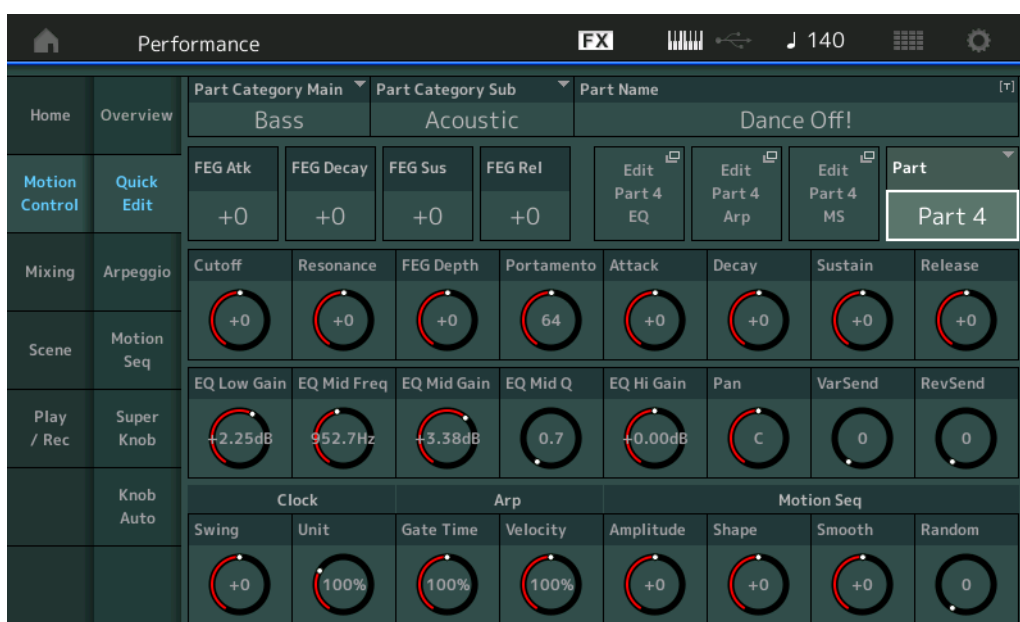 Performance
FX
140
Home
Overview
Part Category Main
Part Category Sub
Part Name
[T]
Bass
Acoustic
Dance Off!
Motion
Control
Quick
Edit
FEG Atk
FEG Decay
FEG Sus
FEG Rel
+0
+0
+0
+0
Edit
Part 4
EQ
Edit
Part 4
Arp
Edit
Part 4
MS
Part
Part 4
Mixing
Arpeggio
Cutoff
Resonance
FEG Depth
Portamento
Attack
Decay
Sustain
Release
+0
+0
+0
64
+0
+0
+0
+0
Scene
Motion
Seq
EQ Low Gain
EQ Mid Freq
EQ Mid Gain
EQ Mid Q
EQ Hi Gain
Pan
VarSend
RevSend
+2.25dB
952.7Hz
+3.38dB
0.7
+0.00dB
C
0
0
Play
/ Rec
Super
Knob
Knob
Auto
Clock
Arp
Motion Seq
Swing
Unit
Gate Time
Velocity
Amplitude
Shape
Smooth
Random
+0
100%
100%
100%
+0
+0
+0
0